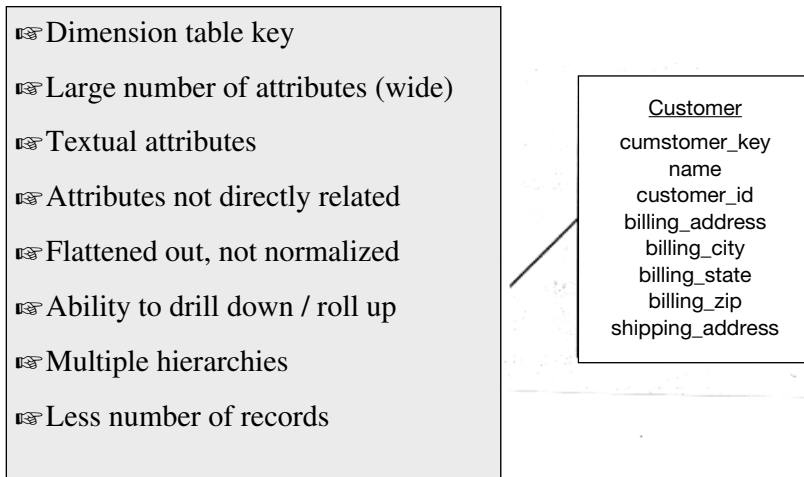 ☞Dimension table key
☞Large number of attributes (wide)
☞Textual attributes
☞Attributes not directly related
☞Flattened out, not normalized
☞Ability to drill down / roll up
☞Multiple hierarchies
☞Less number of records
Customer
cumstomer_key
name
customer_id
billing_address
billing_city
billing_state
billing_zip
shipping_address